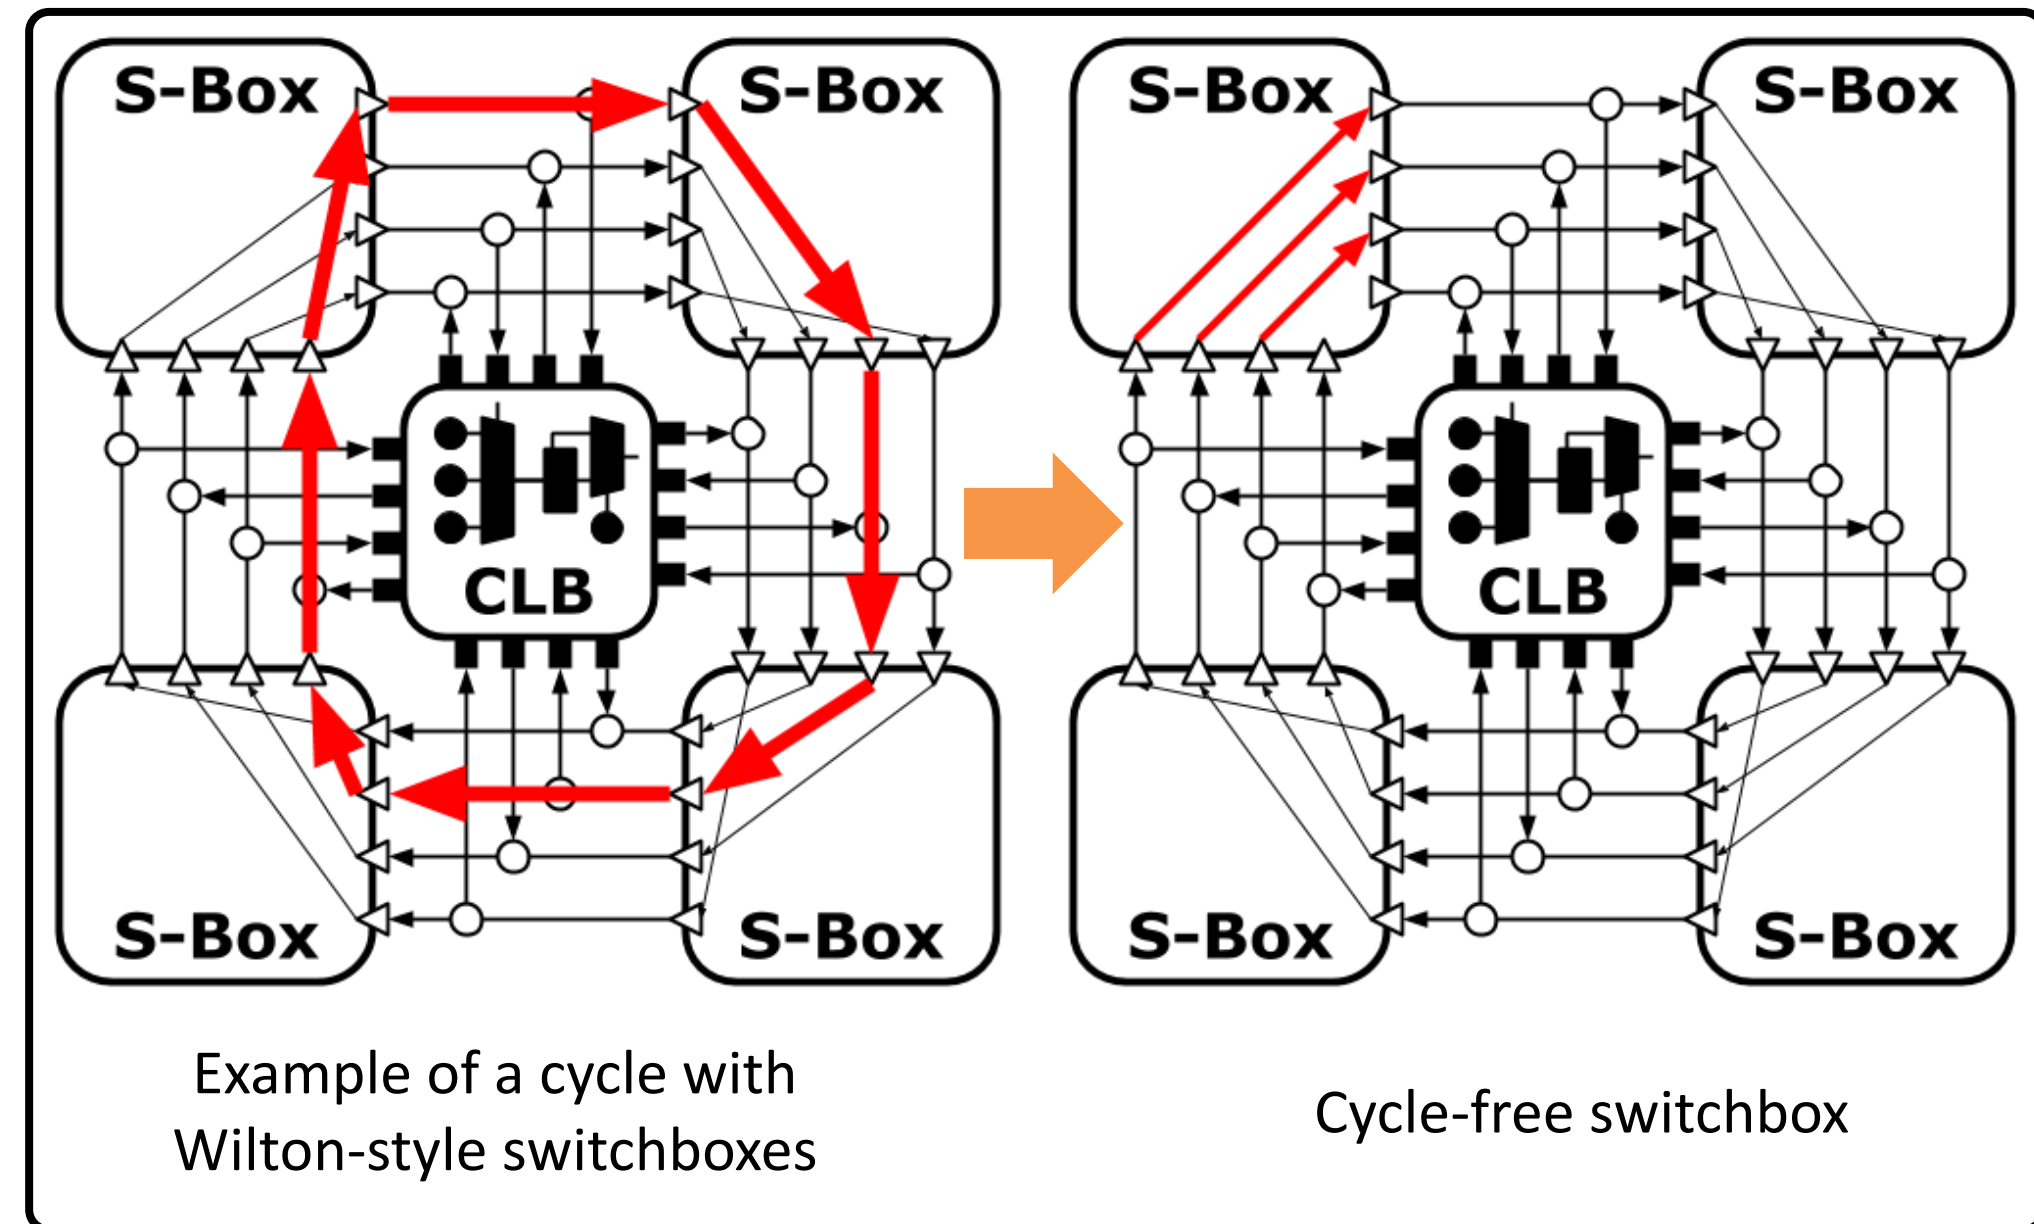 S-Box
S-Box
S-Box
S-Box
CLB
CLB
S-Box
S-Box
S-Box
S-Box
Example of a cycle with
Wilton-style switchboxes
Cycle-free switchbox